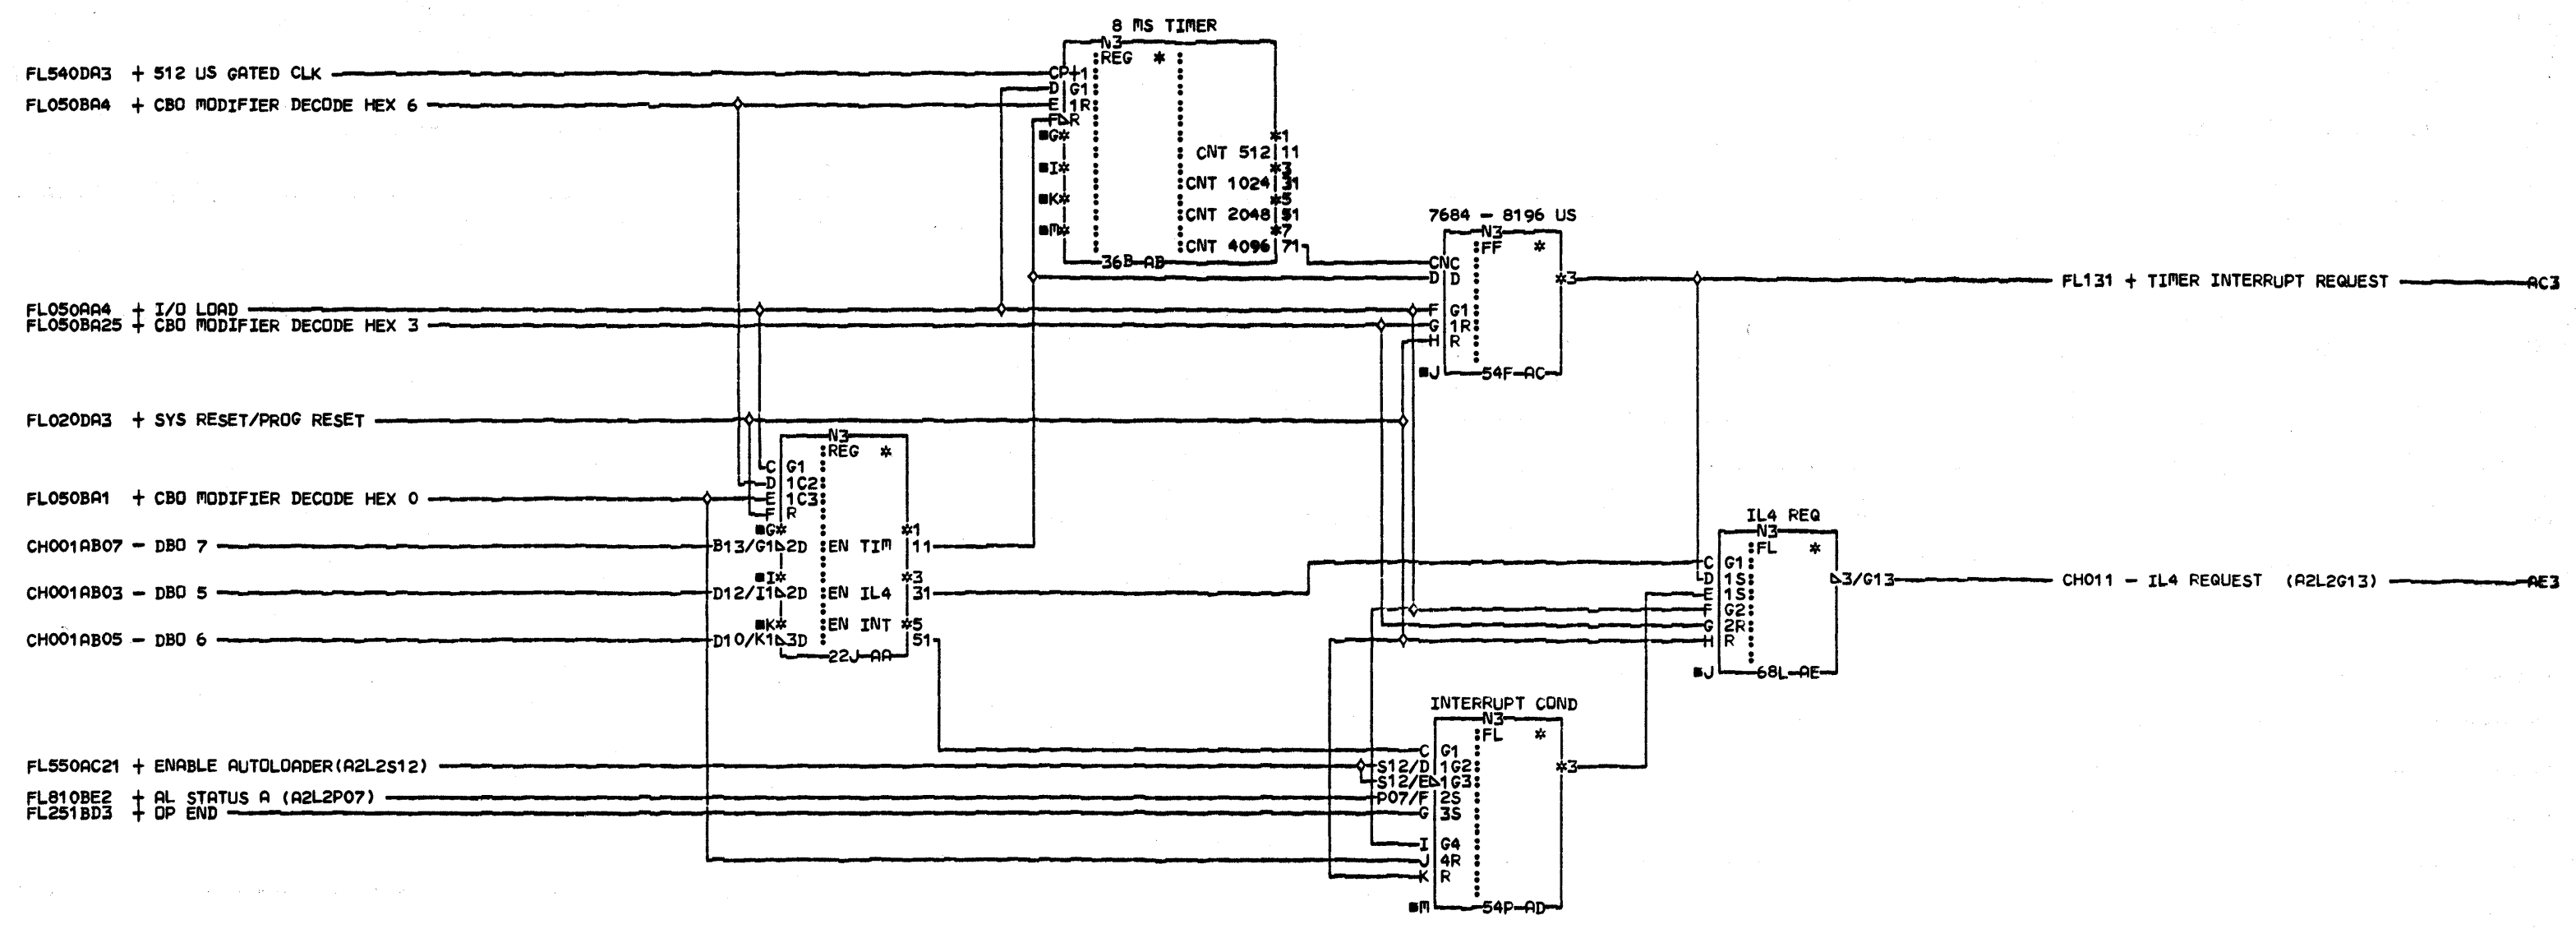 8 MS TIMER
N3
REG *
FL540DA3 + 512 US GATED CLK
CP+1
D G1
FL050BA4 + CBO MODIFIER DECODE HEX 6
E 1R
F R
■G* *1
CNT 512 11
■I* *3
CNT 1024 31
■K* *5
CNT 2048 51
■M* *7
CNT 4096 71
36B-AB
7684 - 8196 US
N3
FF *
CNC
D D
*3
FL131 + TIMER INTERRUPT REQUEST
AC3
FL050AA4 + I/O LOAD
F G1
FL050BA25 + CBO MODIFIER DECODE HEX 3
G 1R
H R
■J
54F-AC
FL020DA3 + SYS RESET/PROG RESET
N3
REG *
C G1
D 1C2
FL050BA1 + CBO MODIFIER DECODE HEX 0
E 1C3
F R
■G* *1
CH001AB07 - DBO 7
B13/G1 2D EN TIM 11
■I* *3
CH001AB03 - DBO 5
D12/I1 2D EN IL4 31
■K* EN INT *5
CH001AB05 - DBO 6
D10/K1 3D 51
22J-AA
IL4 REQ
N3
FL *
C G1
D 1S
3/G13
CH011 - IL4 REQUEST (A2L2G13)
AE3
E 1S
F G2
G 2R
H R
■J
68L-AE
INTERRUPT COND
N3
FL *
C G1
FL550AC21 + ENABLE AUTOLOADER(A2L2S12)
S12/D 1G2
*3
S12/E 1G3
FL810BE2 + AL STATUS A (A2L2P07)
P07/F 2S
FL251BD3 + OP END
G 3S
I G4
J 4R
K R
■M
54P-AD